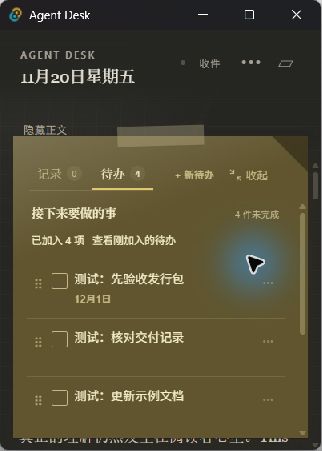 Agent Desk
AGENT DESK
11月20日星期五
收件
隐藏正文
记录 0
待办 4
+ 新待办
收起
接下来要做的事
4 件未完成
已加入 4 项 查看刚加入的待办
测试：先验收发行包
12月1日
测试：核对交付记录
测试：更新示例文档